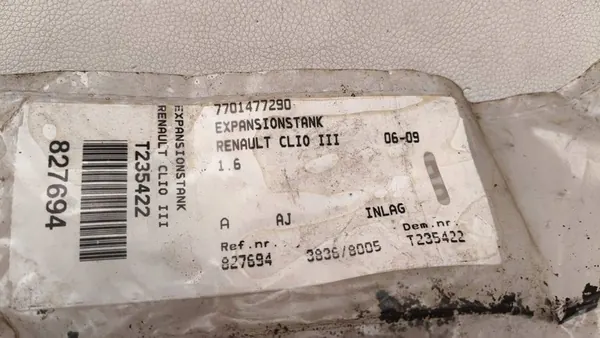 7701477290
EXPANSIONSTANK
RENAULT CLIO III 06-09
1.6
A AJ INLAG
Ref.nr. Dem.nr.
827694 3836/8005 T235422
EXPANSIONSTANK
RENAULT CLIO III
T235422
827694